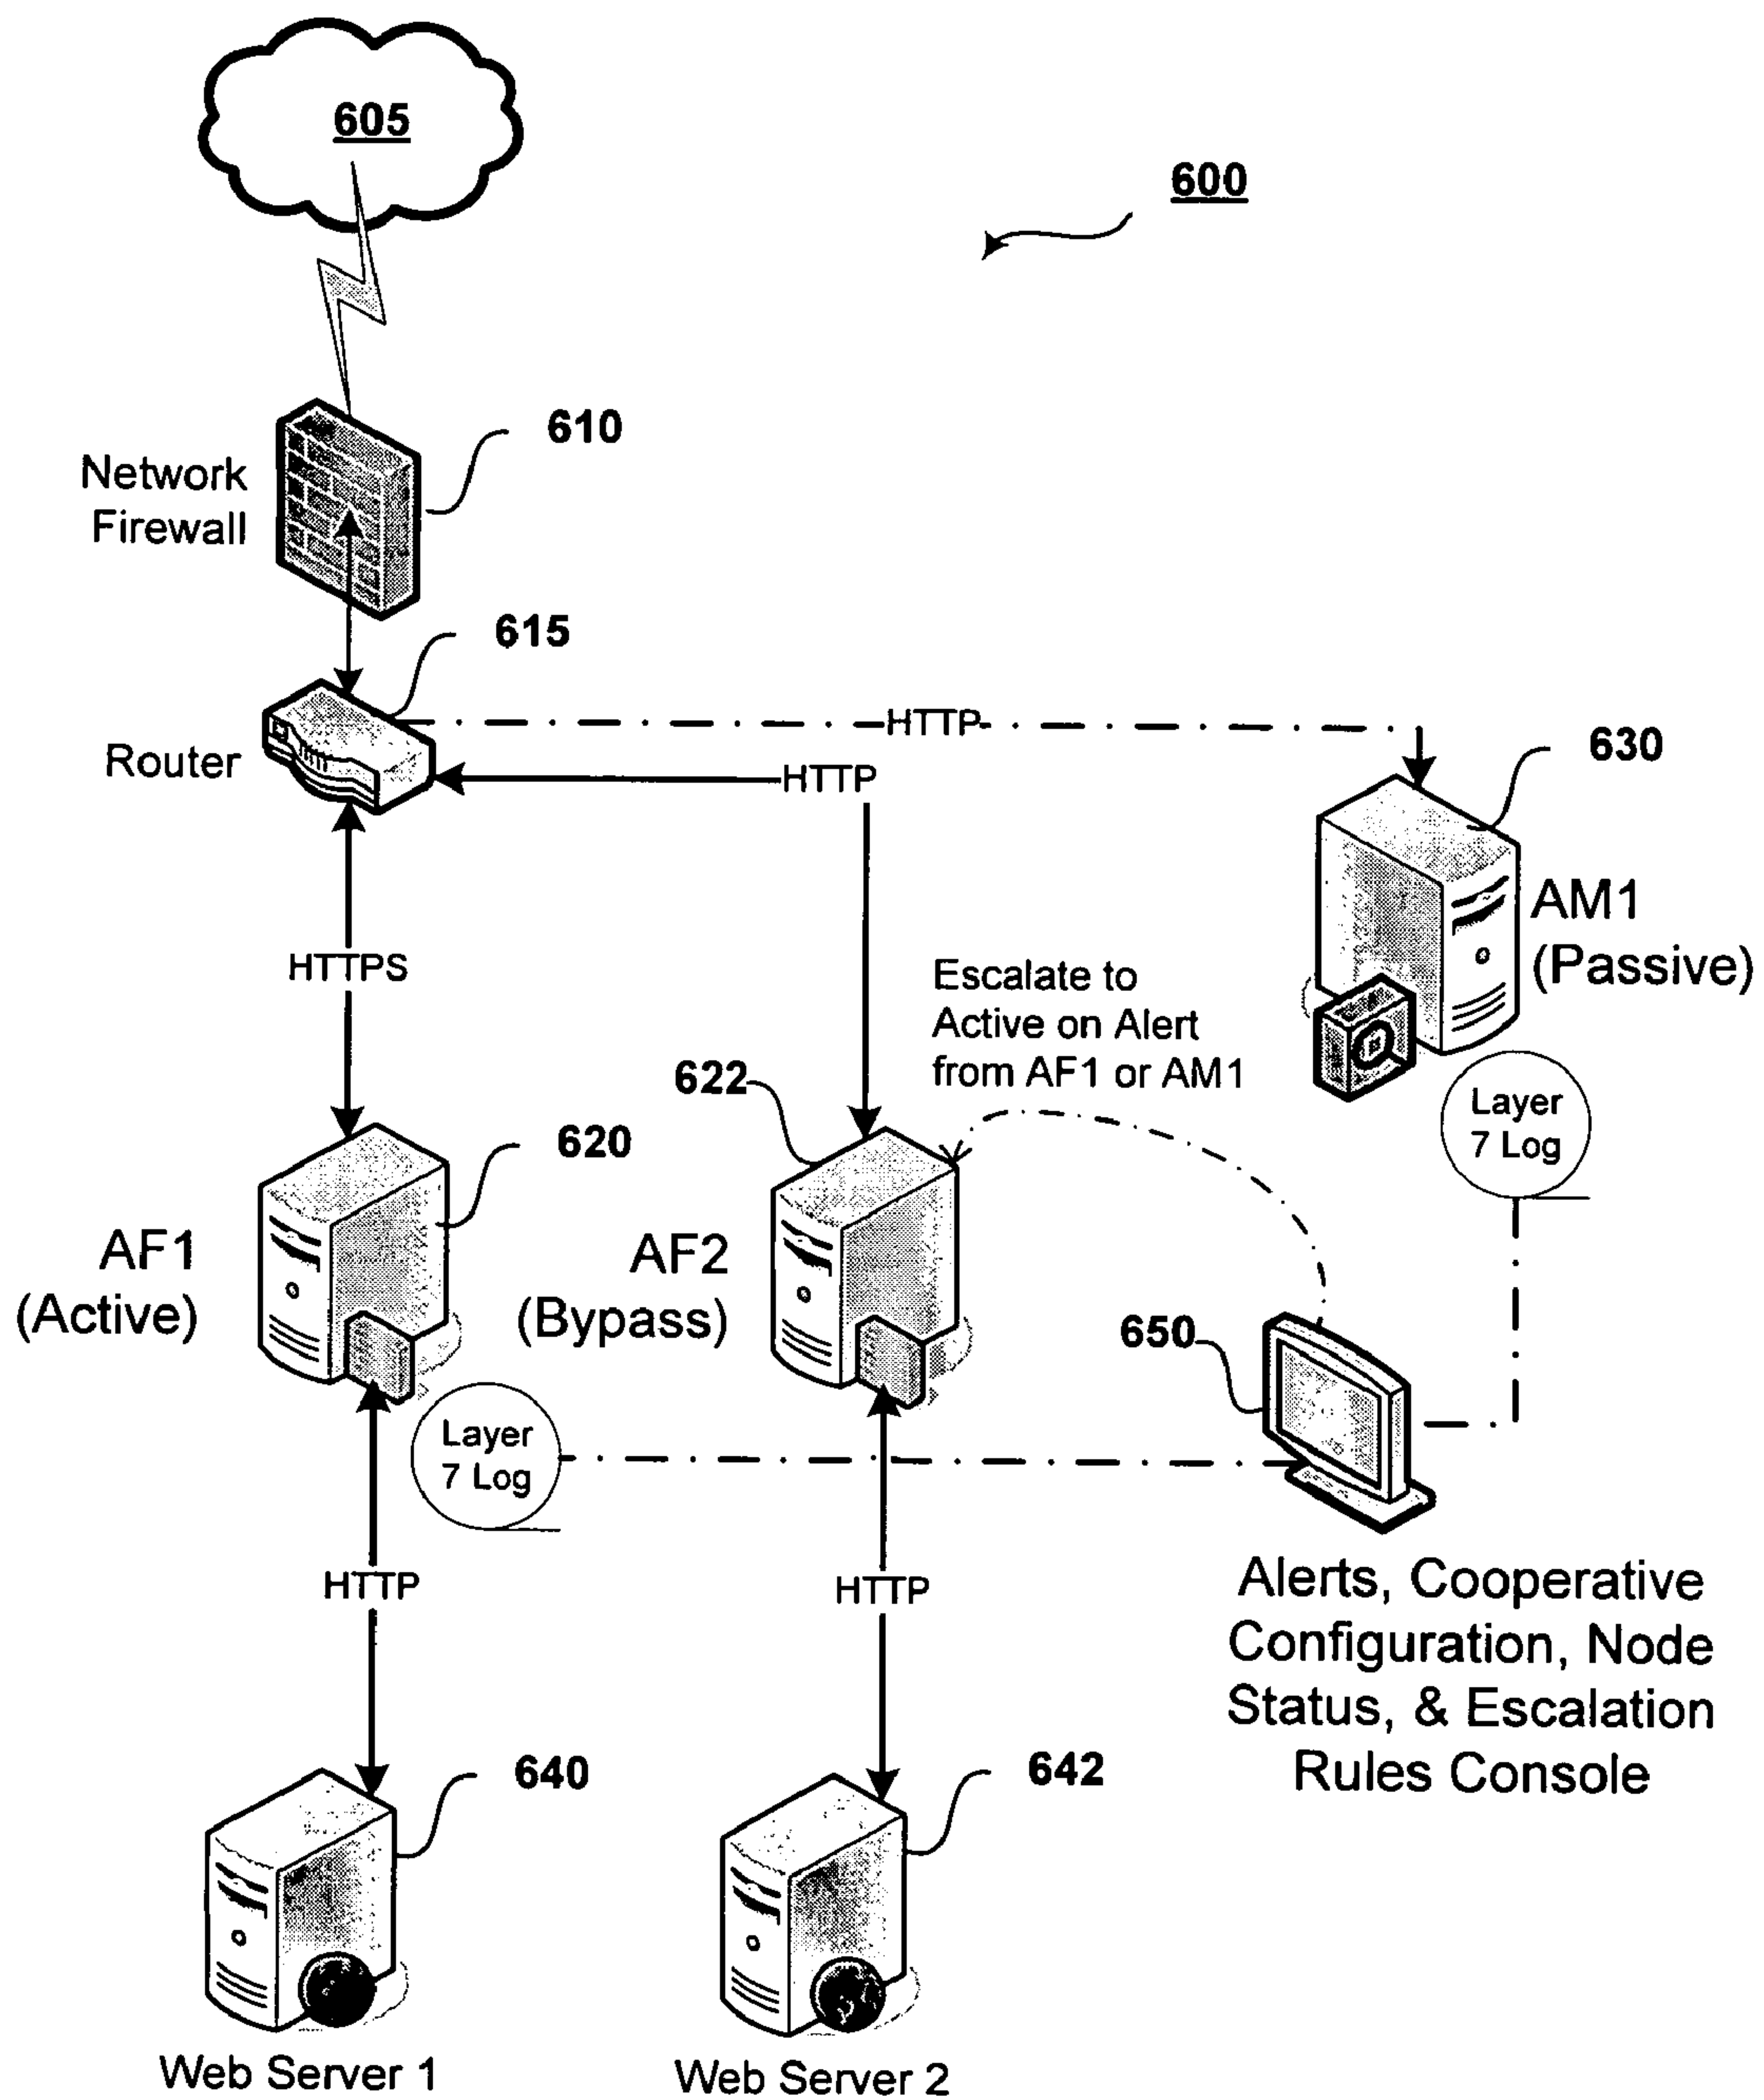 605
600
610
Network
Firewall
615
HTTP
630
Router
HTTP
AM1
(Passive)
HTTPS
Escalate to
Active on Alert
from AF1 or AM1
622
Layer
7 Log
620
AF1
(Active)
AF2
(Bypass)
650
Layer
7 Log
HTTP
HTTP
Alerts, Cooperative
Configuration, Node
Status, & Escalation
Rules Console
640
642
Web Server 1
Web Server 2